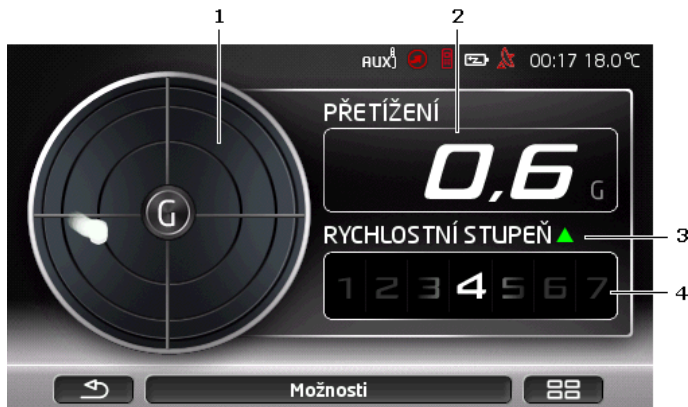 1
2
AUX
00:17 18.0℃
PŘETÍŽENÍ
0,6 G
G
RYCHLOSTNÍ STUPEŇ
3
1 2 3 4 5 6 7
4
Možnosti